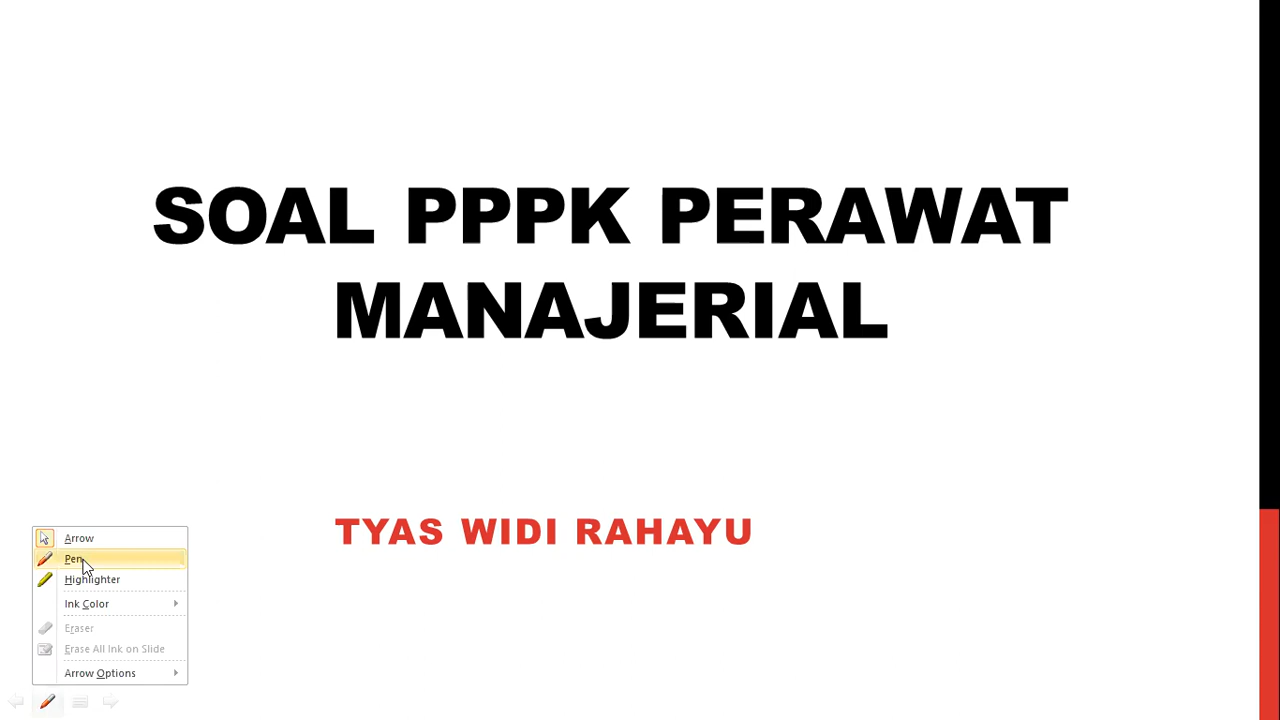 SOAL PPPK PERAWAT
MANAJERIAL
TYAS WIDI RAHAYU
Arrow
Pen
Highlighter
Ink Color
Eraser
Erase All Ink on Slide
Arrow Options